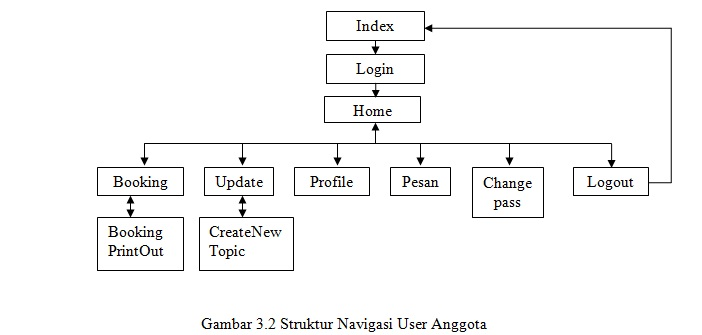 Index
Login
Home
Booking
Update
Profile
Pesan
Change
pass
Logout
Booking
PrintOut
CreateNew
Topic
Gambar 3.2 Struktur Navigasi User Anggota